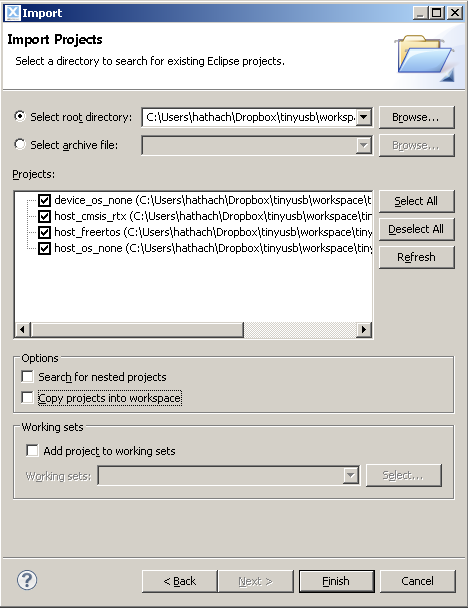 Import
Import Projects
Select a directory to search for existing Eclipse projects.
Select root directory: C:\Users\hathach\Dropbox\tinyusb\worksp Browse...
Select archive file: Browse...
Projects:
device_os_none (C:\Users\hathach\Dropbox\tinyusb\workspace\tin
host_cmsis_rtx (C:\Users\hathach\Dropbox\tinyusb\workspace\tin
host_freertos (C:\Users\hathach\Dropbox\tinyusb\workspace\tiny
host_os_none (C:\Users\hathach\Dropbox\tinyusb\workspace\tiny
Select All
Deselect All
Refresh
Options
Search for nested projects
Copy projects into workspace
Working sets
Add project to working sets
Working sets: Select...
? < Back Next > Finish Cancel